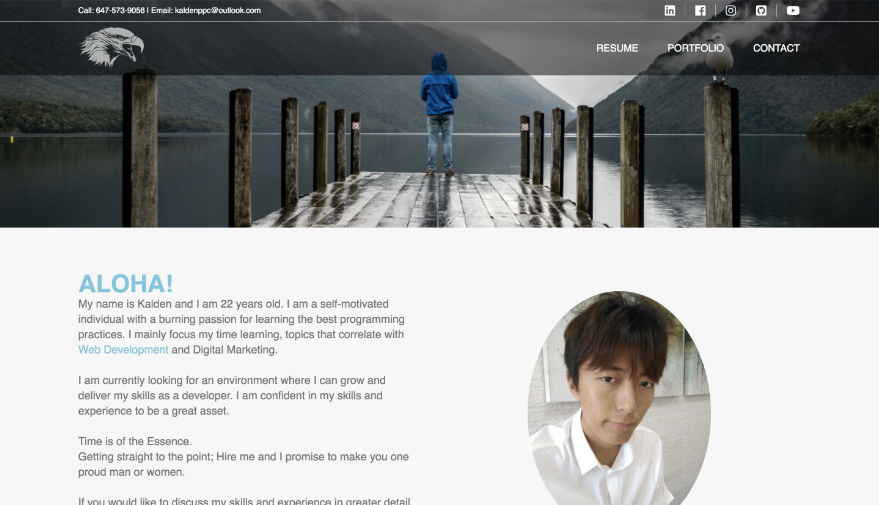 Call: 647-573-9056 | Email: kaldenppc@outlook.com
RESUME PORTFOLIO CONTACT
ALOHA!
My name is Kalden and I am 22 years old. I am a self-motivated
individual with a burning passion for learning the best programming
practices. I mainly focus my time learning, topics that correlate with
Web Development and Digital Marketing.
I am currently looking for an environment where I can grow and
deliver my skills as a developer. I am confident in my skills and
experience to be a great asset.
Time is of the Essence.
Getting straight to the point; Hire me and I promise to make you one
proud man or women.
If you would like to discuss my skills and experience in greater detail